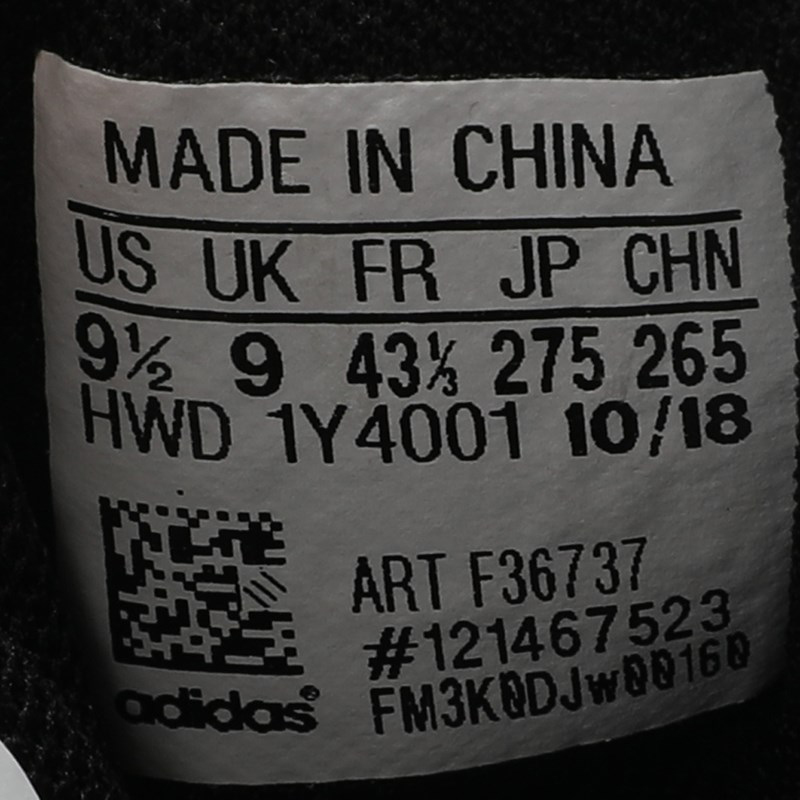 MADE IN CHINA
US UK FR JP CHN
9½ 9 43⅓ 275 265
HWD 1Y4001 10/18
ART F36737
#121467523
FM3K0DJw00160
adidas®